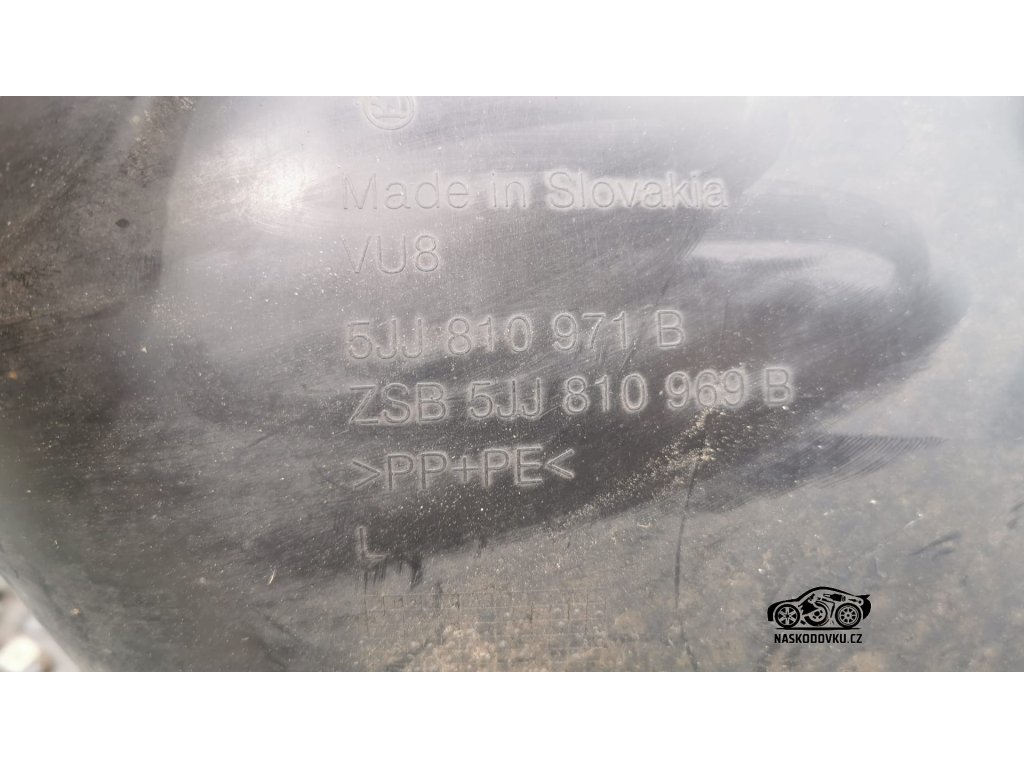 Made in Slovakia
VU8
5JJ 810 971 B
ZSB 5JJ 810 969 B
>PP+PE<
L
NASKODOVKU.CZ